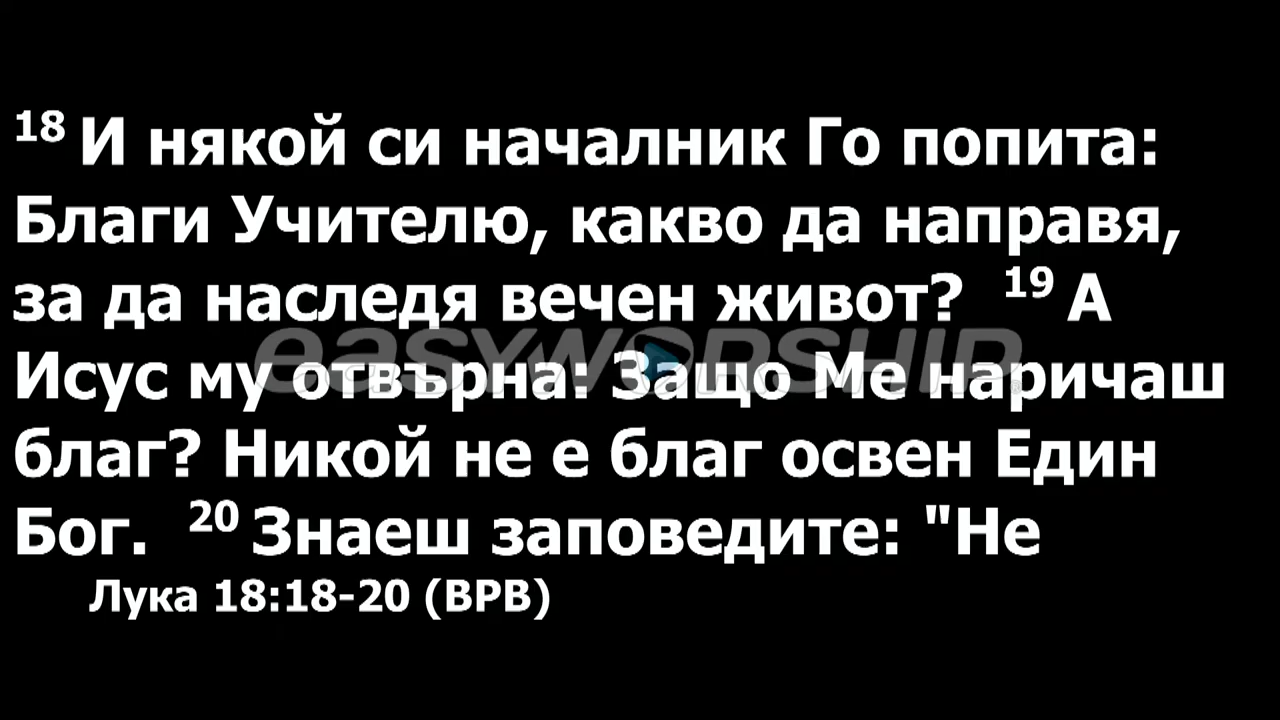 18 И някой си началник Го попита:
Благи Учителю, какво да направя,
за да наследя вечен живот? 19 А
Исус му отвърна: Защо Ме наричаш
благ? Никой не е благ освен Един
Бог. 20 Знаеш заповедите: "Не
Лука 18:18-20 (ВРВ)
easyworship®